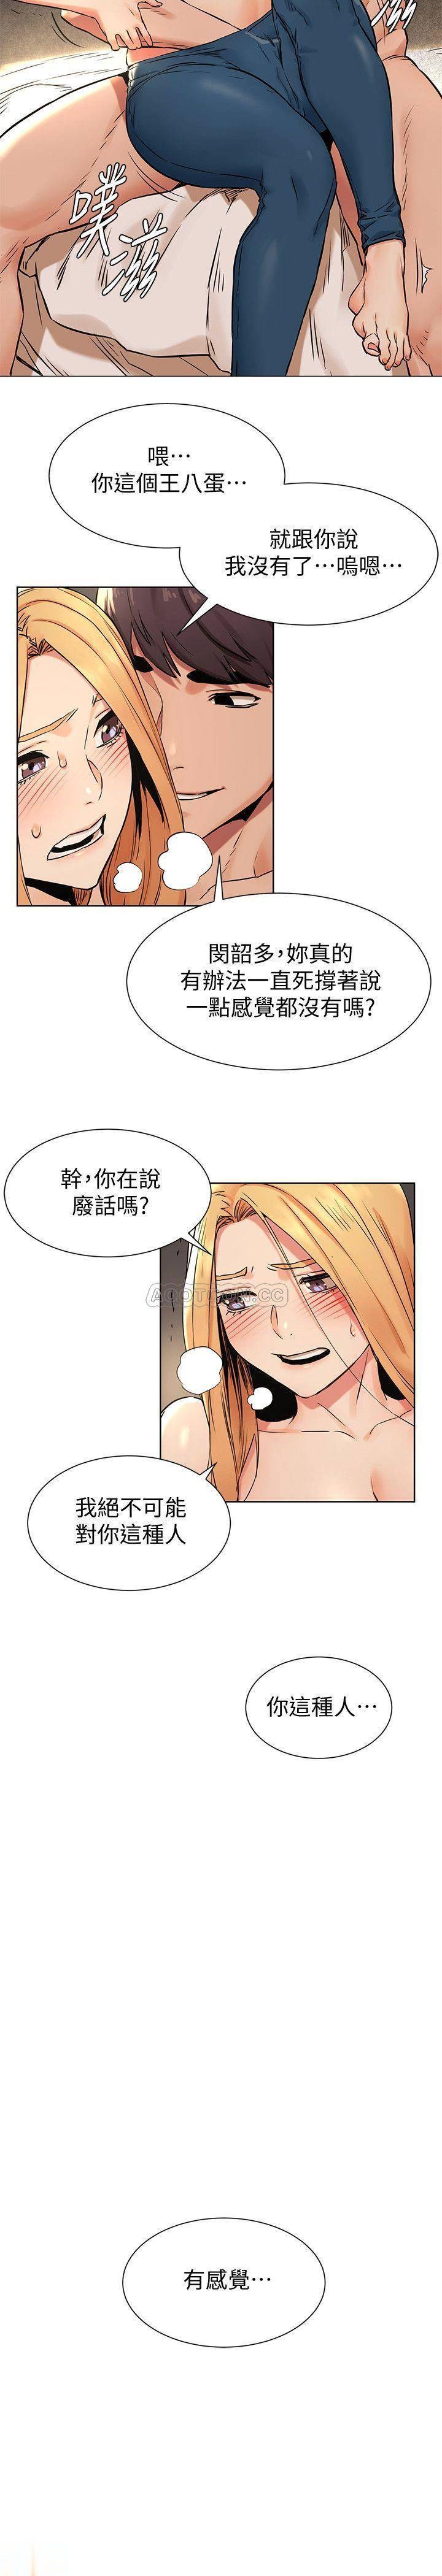 噗
滋
喂…
你這個王八蛋…
就跟你說
我沒有了…嗚嗯…
閔韶多，妳真的
有辦法一直死撐著說
一點感覺都沒有嗎?
幹，你在說
廢話嗎?
我絕不可能
對你這種人
你這種人…
有感覺…